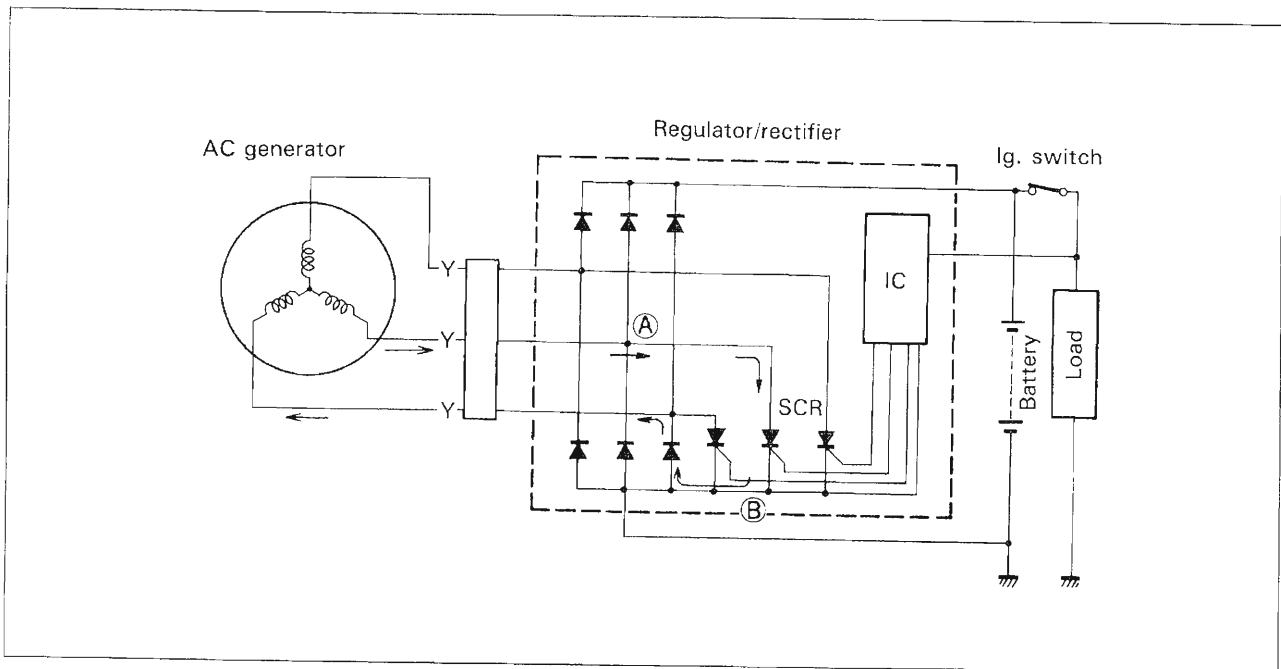 Regulator/rectifier
AC generator
Ig. switch
Y
IC
A
Y
Battery
Load
SCR
Y
B